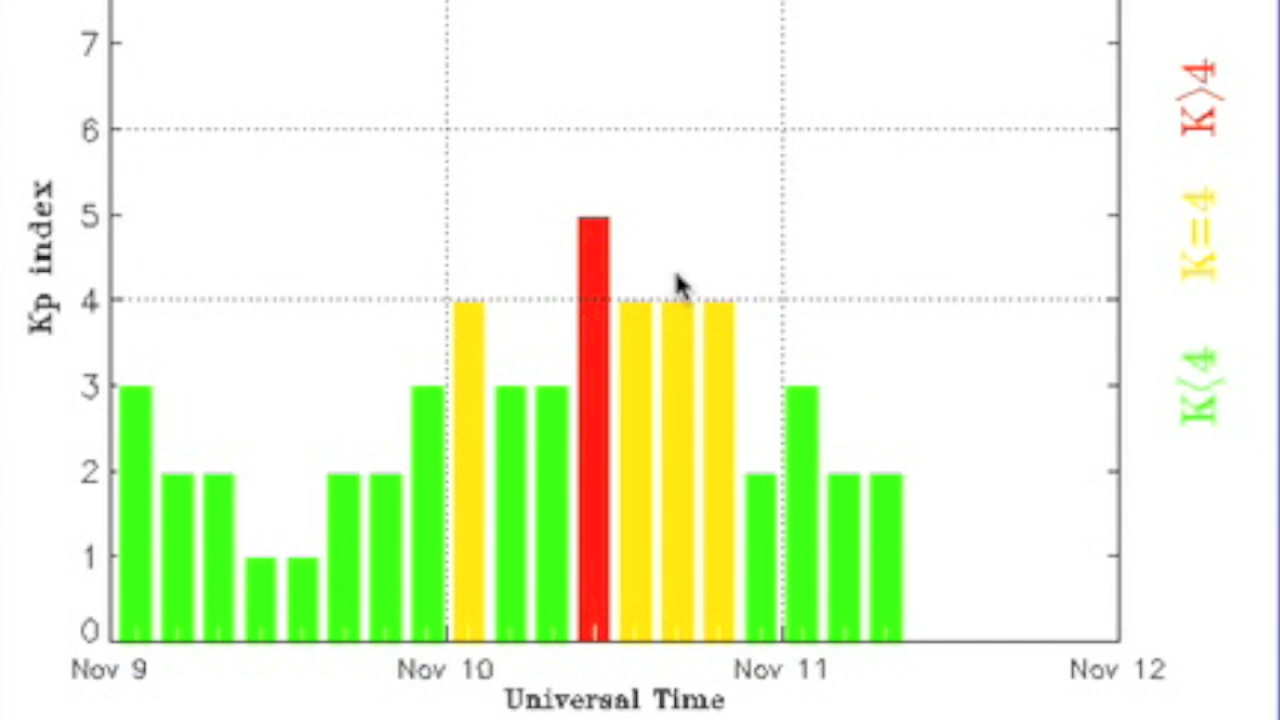 7
6
5
4
3
2
1
0
Kp index
Nov 9
Nov 10
Nov 11
Nov 12
Universal Time
K>4
K=4
K<4